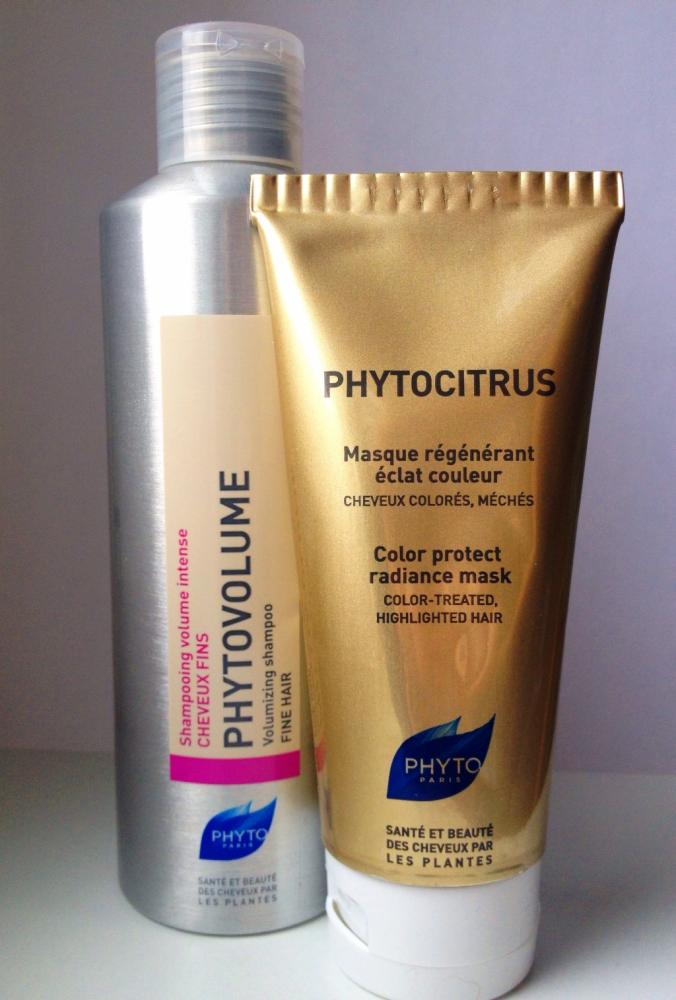 Shampooing volume intense
CHEVEUX FINS
PHYTOVOLUME
Volumizing shampoo
FINE HAIR
PHYTO
PARIS
SANTÉ ET BEAUTÉ
DES CHEVEUX PAR
LES PLANTES
PHYTOCITRUS
Masque régénérant
éclat couleur
CHEVEUX COLORÉS, MÉCHÉS
Color protect
radiance mask
COLOR-TREATED,
HIGHLIGHTED HAIR
PHYTO
PARIS
SANTÉ ET BEAUTÉ
DES CHEVEUX PAR
LES PLANTES